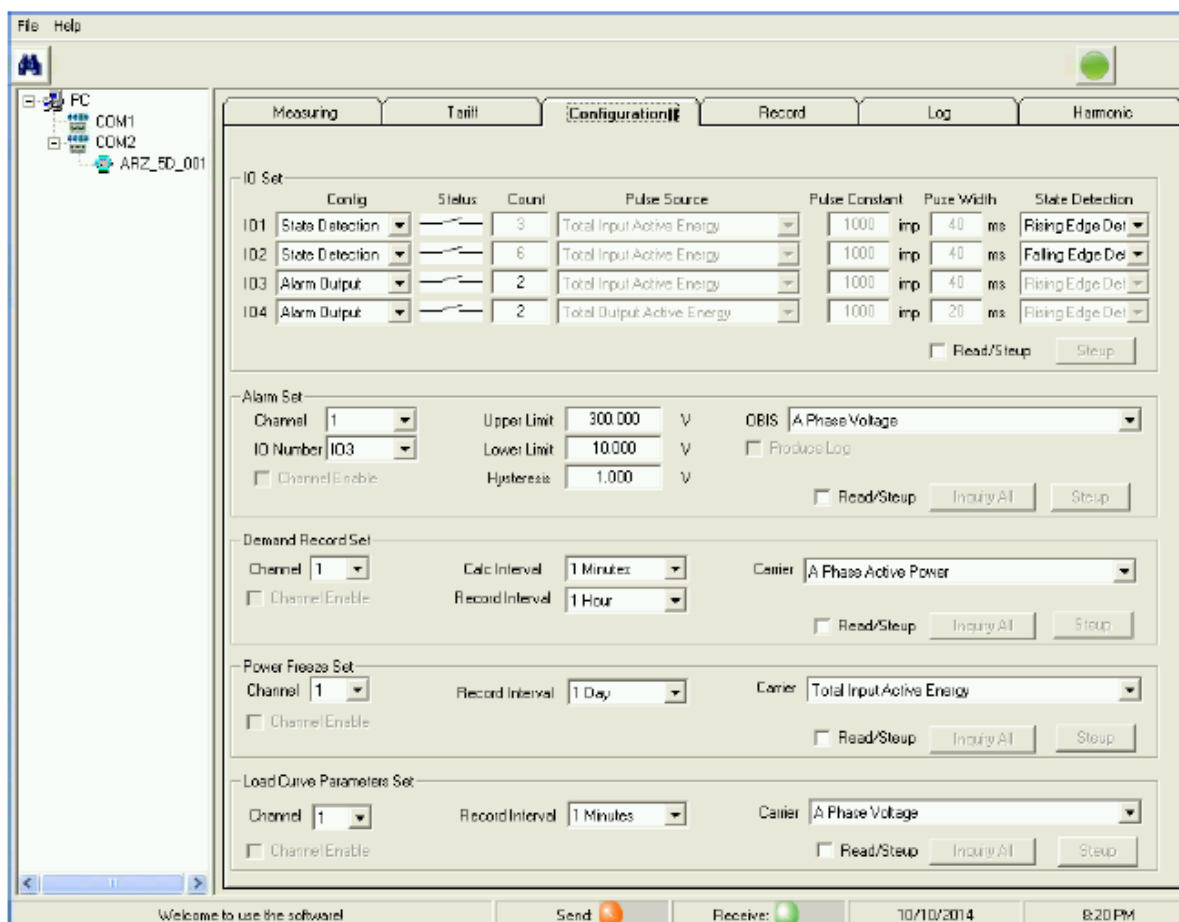 File Help
PC
COM1
COM2
ARZ_5D_001
Measuring Tariff ConfigurationII Record Log Harmonic
IO Set
Config Status Count Pulse Source Pulse Constant Puxe Width State Detection
IO1 State Detection 3 Total Input Active Energy 1000 imp 40 ms Rising Edge Det
IO2 State Detection 6 Total Input Active Energy 1000 imp 40 ms Falling Edge Det
IO3 Alarm Output 2 Total Input Active Energy 1000 imp 40 ms Rising Edge Det
IO4 Alarm Output 2 Total Output Active Energy 1000 imp 20 ms Rising Edge Det
Read/Steup Steup
Alarm Set
Channel 1 Upper Limit 300.000 V OBIS A Phase Voltage
IO Number IO3 Lower Limit 10.000 V Produce Log
Channel Enable Hysteresis 1.000 V
Read/Steup Inquiry All Steup
Demand Record Set
Channel 1 Calc Interval 1 Minutes Carrier A Phase Active Power
Channel Enable Record Interval 1 Hour
Read/Steup Inquiry All Steup
Power Freeze Set
Channel 1 Record Interval 1 Day Carrier Total Input Active Energy
Channel Enable
Read/Steup Inquiry All Steup
Load Curve Parameters Set
Channel 1 Record Interval 1 Minutes Carrier A Phase Voltage
Channel Enable Read/Steup Inquiry All Steup
Welcome to use the software! Send: Receive: 10/10/2014 8:20 PM